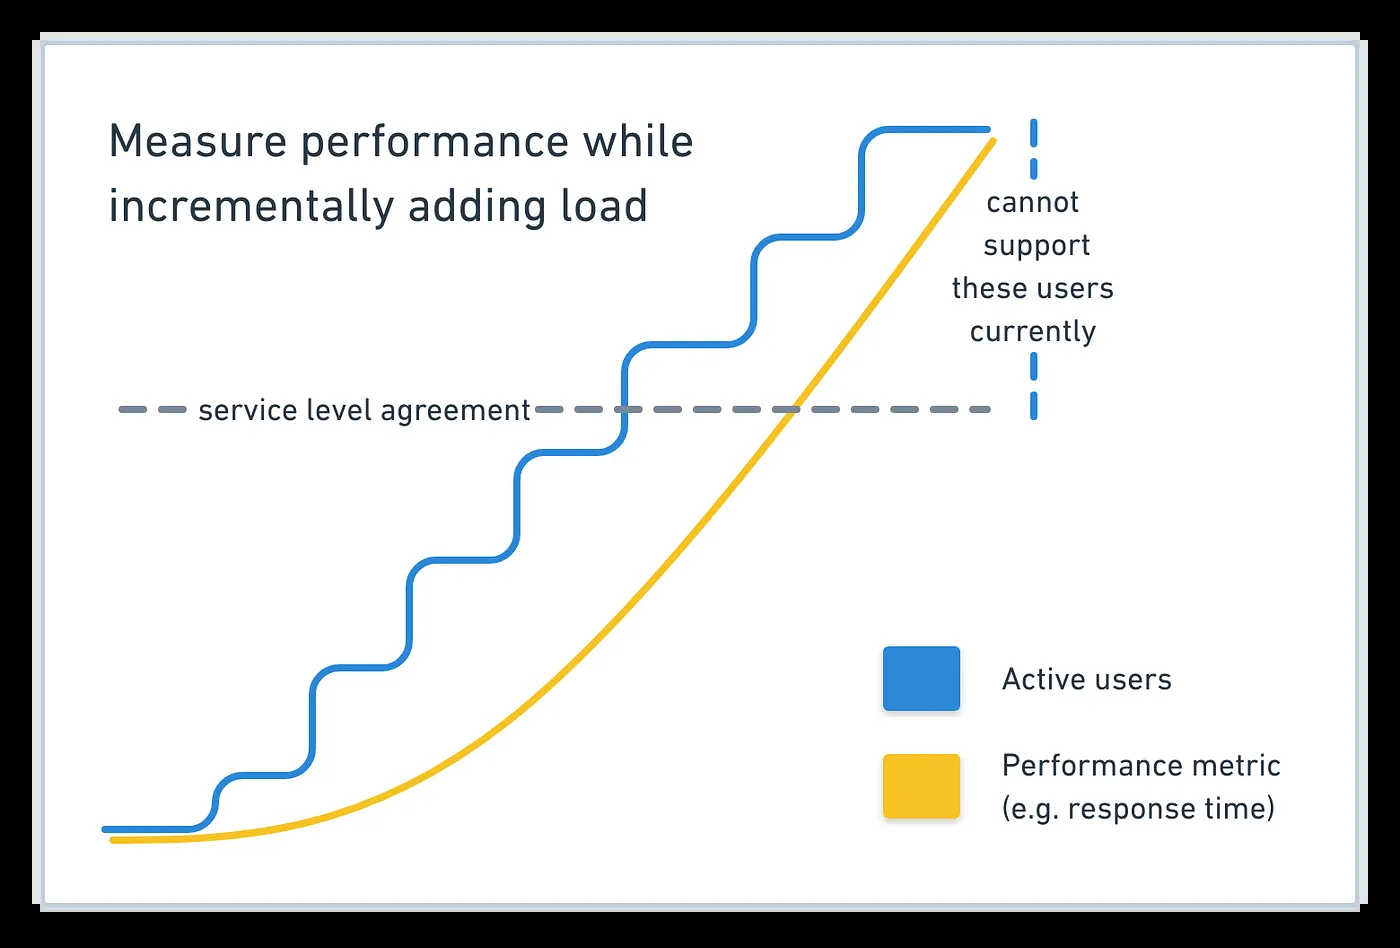 Measure performance while
incrementally adding load
cannot
support
these users
currently
service level agreement
Active users
Performance metric
(e.g. response time)